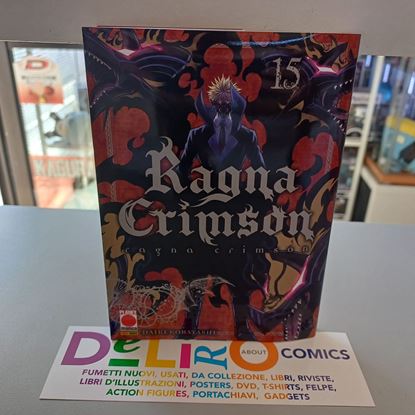 15
Ragna
Crimson
ragna crimson
DAIKI KOBAYASHI
DIELIRO ABOUT COMICS
FUMETTI NUOVI, USATI, DA COLLEZIONE, LIBRI, RIVISTE,
LIBRI D'ILLUSTRAZIONI, POSTERS, DVD, T-SHIRTS, FELPE,
ACTION FIGURES, PORTACHIAVI, GADGETS